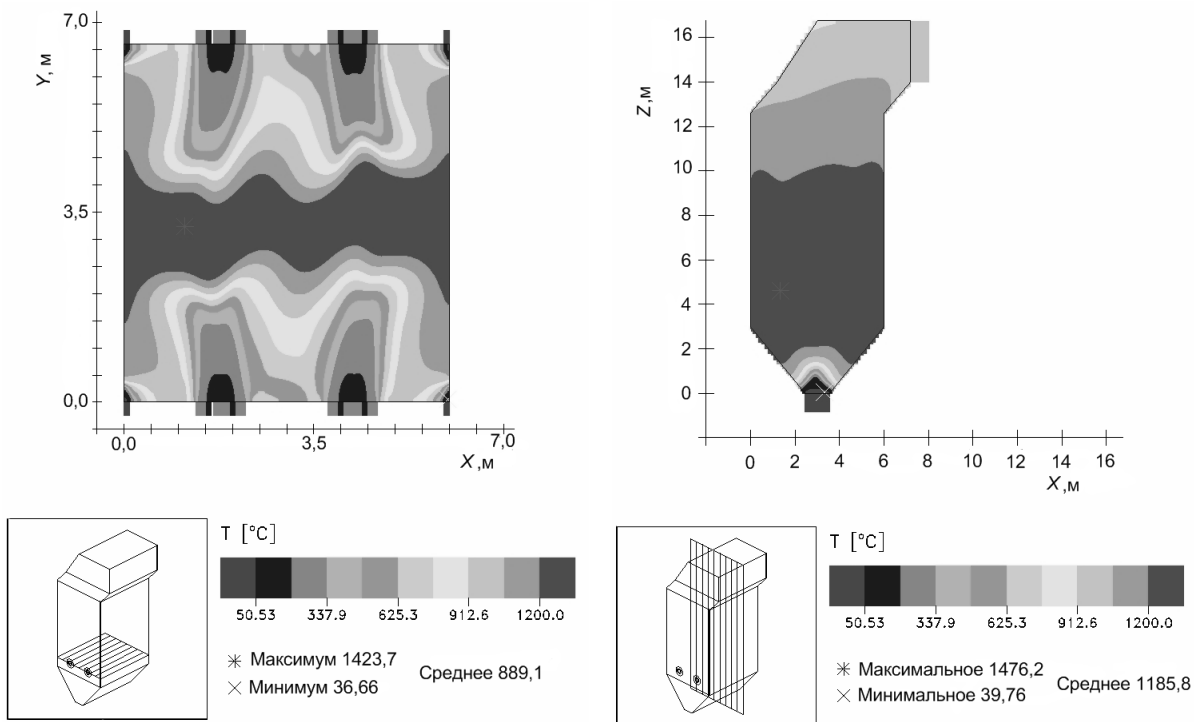 7,0
Y, м
3,5
0,0
0,0 3,5 7,0
X,м
16
14
Z,м
12
10
8
6
4
2
0
0 2 4 6 8 10 12 14 16
X,м
T [°C]
50.53 337.9 625.3 912.6 1200.0
Максимум 1423,7
Среднее 889,1
Минимум 36,66
T [°C]
50.53 337.9 625.3 912.6 1200.0
Максимальное 1476,2
Среднее 1185,8
Минимальное 39,76